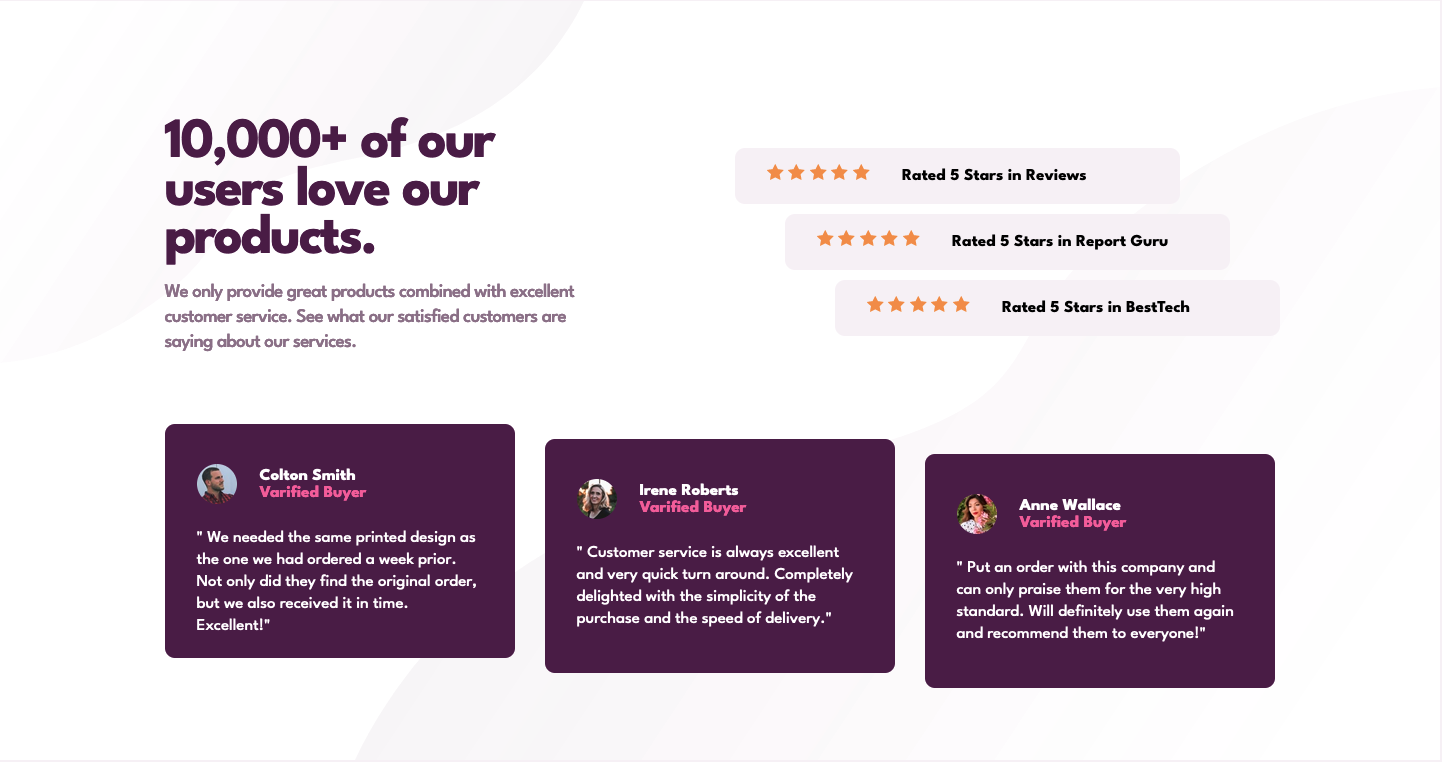 10,000+ of our
users love our
products.
We only provide great products combined with excellent
customer service. See what our satisfied customers are
saying about our services.
Rated 5 Stars in Reviews
Rated 5 Stars in Report Guru
Rated 5 Stars in BestTech
Colton Smith
Varified Buyer
" We needed the same printed design as
the one we had ordered a week prior.
Not only did they find the original order,
but we also received it in time.
Excellent!"
Irene Roberts
Varified Buyer
" Customer service is always excellent
and very quick turn around. Completely
delighted with the simplicity of the
purchase and the speed of delivery."
Anne Wallace
Varified Buyer
" Put an order with this company and
can only praise them for the very high
standard. Will definitely use them again
and recommend them to everyone!"